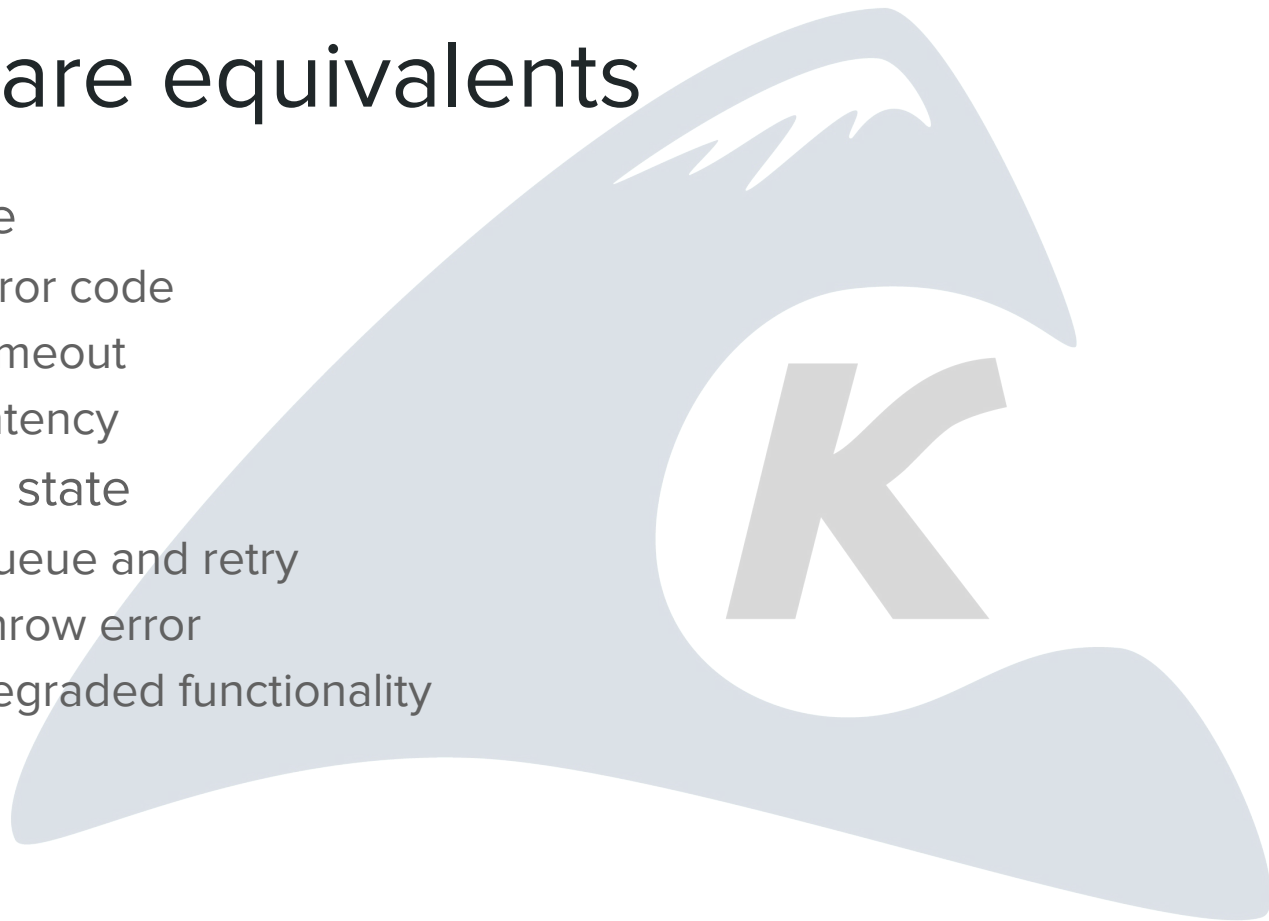 are equivalents
e
ror code
meout
tency
state
ueue and retry
hrow error
egraded functionality
K